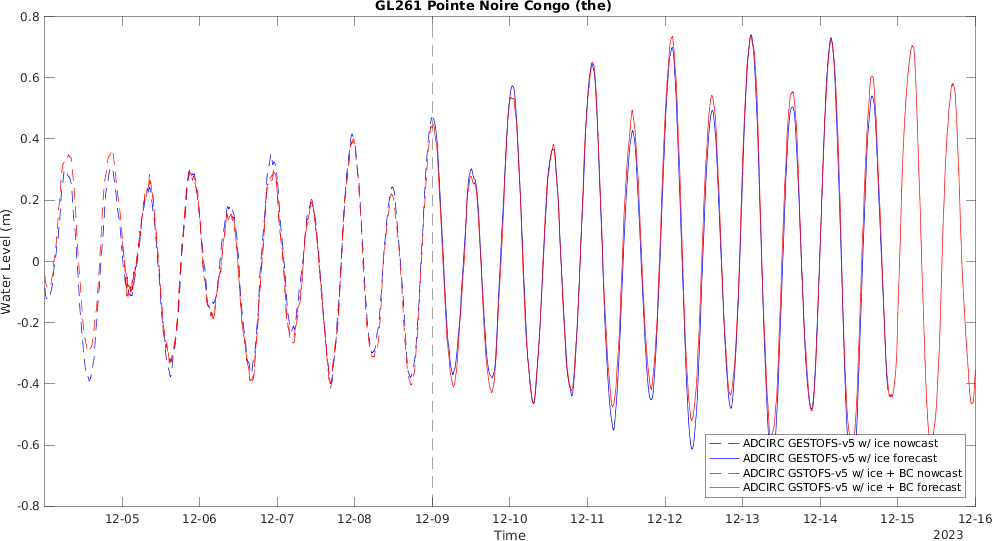 GL261 Pointe Noire Congo (the)
0.8
0.6
0.4
0.2
0
-0.2
-0.4
-0.6
-0.8
Water Level (m)
ADCIRC GESTOFS-v5 w/ ice nowcast
ADCIRC GESTOFS-v5 w/ ice forecast
ADCIRC GSTOFS-v5 w/ ice + BC nowcast
ADCIRC GSTOFS-v5 w/ ice + BC forecast
12-05 12-06 12-07 12-08 12-09 12-10 12-11 12-12 12-13 12-14 12-15 12-16
Time
2023